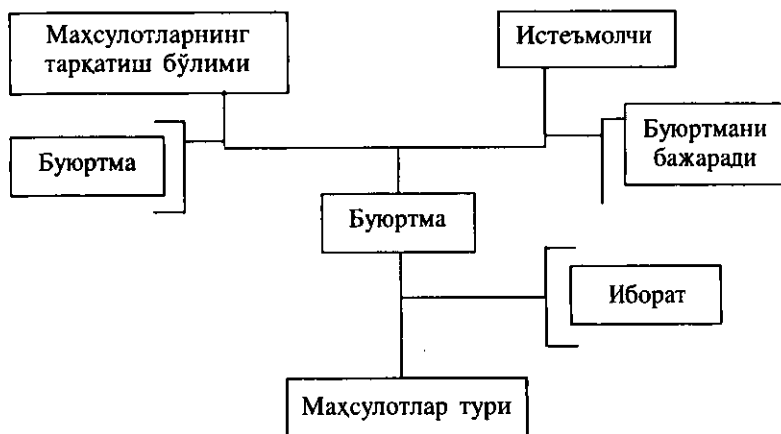 Маҳсулотларнинг
тарқатиш бўлими
Истеъмолчи
Буюртма
Буюртмани
бажаради
Буюртма
Иборат
Маҳсулотлар тури